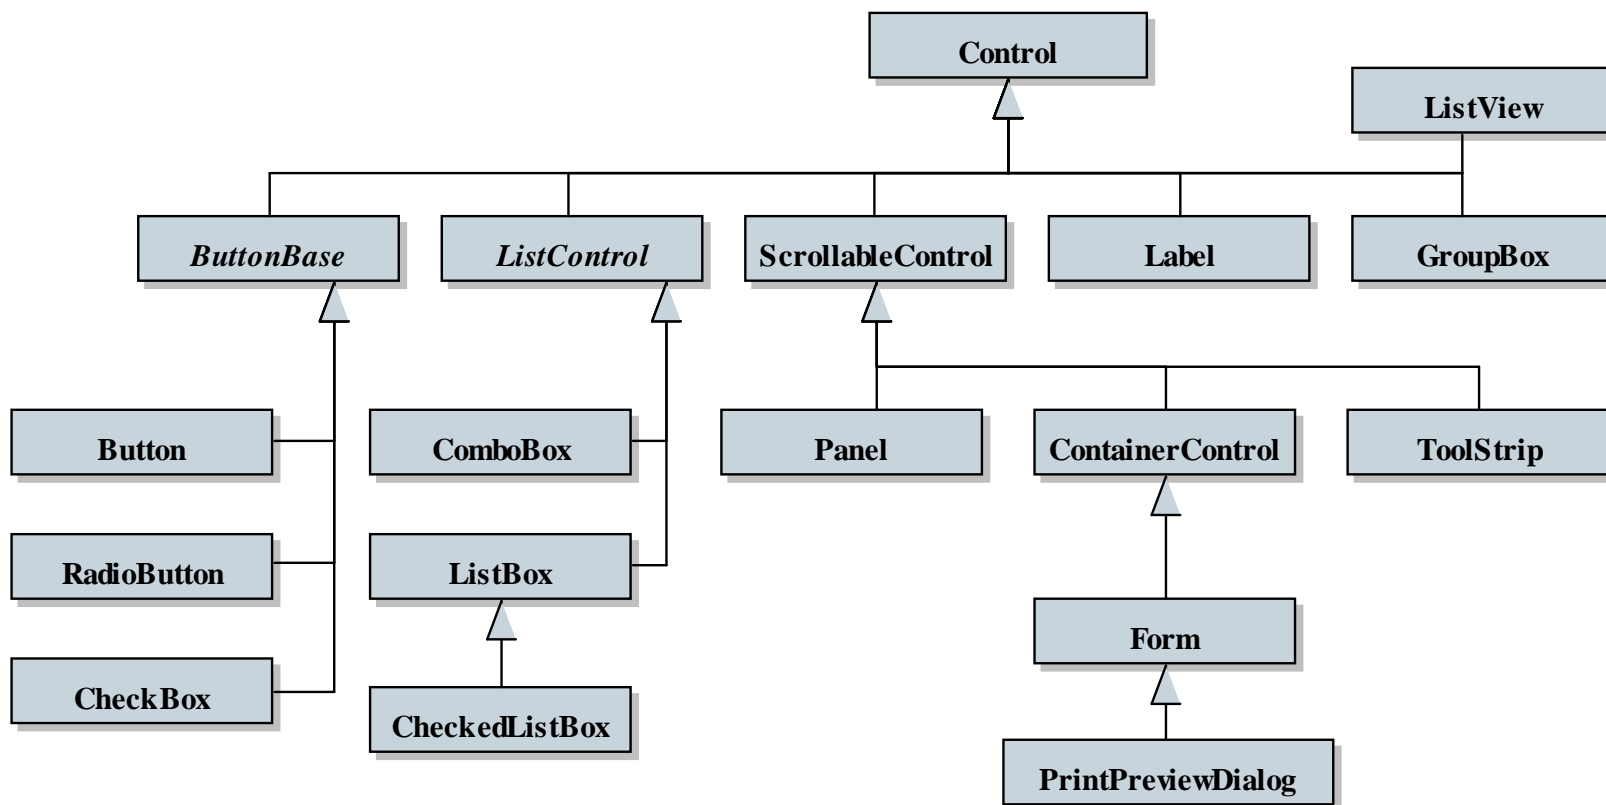 Control
ListView
ButtonBase
ListControl
ScrollableControl
Label
GroupBox
Button
ComboBox
Panel
ContainerControl
ToolStrip
RadioButton
ListBox
Form
CheckBox
CheckedListBox
PrintPreviewDialog